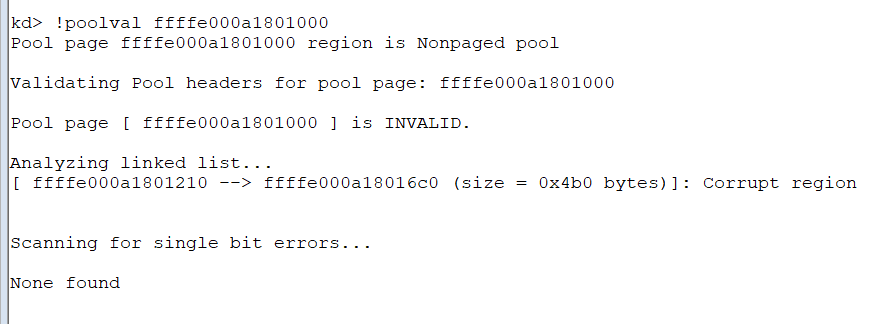 kd> !poolval ffffe000a1801000
Pool page ffffe000a1801000 region is Nonpaged pool
Validating Pool headers for pool page: ffffe000a1801000
Pool page [ ffffe000a1801000 ] is INVALID.
Analyzing linked list...
[ ffffe000a1801210 --> ffffe000a18016c0 (size = 0x4b0 bytes)]: Corrupt region
Scanning for single bit errors...
None found